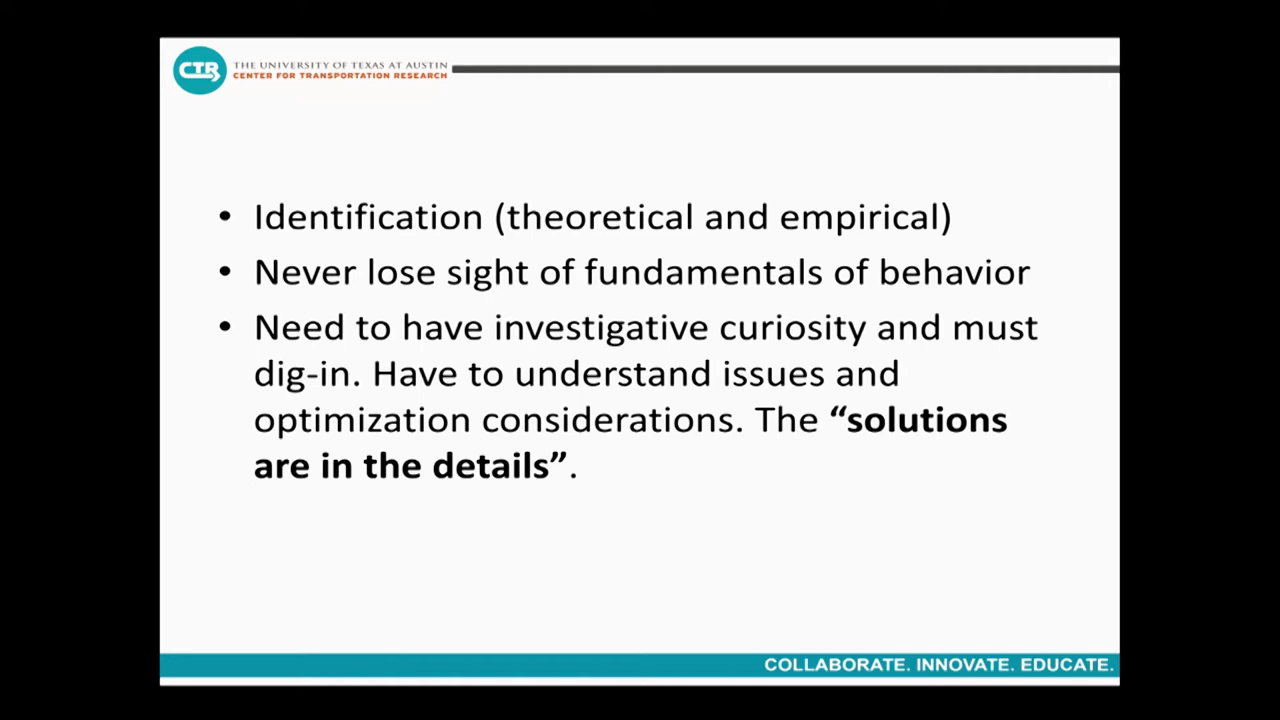 CTR
THE UNIVERSITY OF TEXAS AT AUSTIN
CENTER FOR TRANSPORTATION RESEARCH
• Identification (theoretical and empirical)
• Never lose sight of fundamentals of behavior
• Need to have investigative curiosity and must
dig-in. Have to understand issues and
optimization considerations. The “solutions
are in the details”.
COLLABORATE. INNOVATE. EDUCATE.